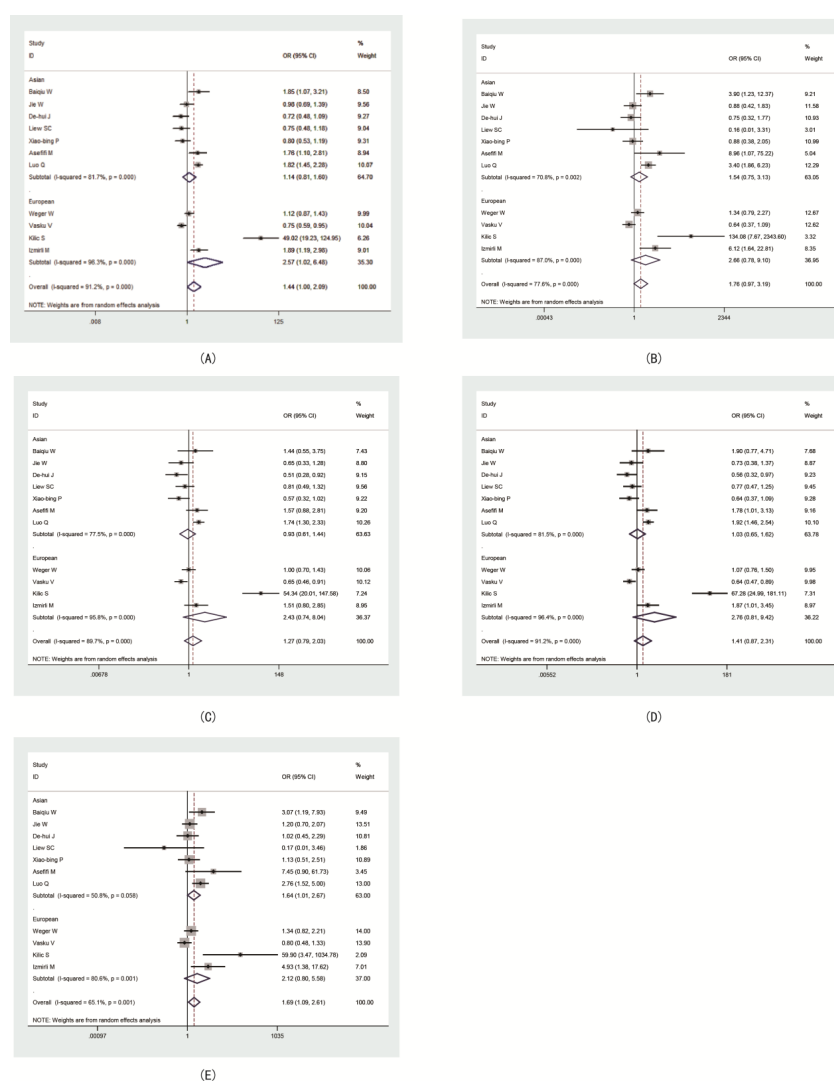 Study %
ID OR (95% CI) Weight
Asian
Baiqiu W 1.85 (1.07, 3.21) 8.50
Jie W 0.98 (0.69, 1.39) 9.56
De-hui J 0.72 (0.48, 1.09) 9.27
Liew SC 0.75 (0.48, 1.18) 9.04
Xiao-bing P 0.80 (0.53, 1.19) 9.31
Aseffi M 1.76 (1.10, 2.81) 8.94
Luo Q 1.82 (1.45, 2.28) 10.07
Subtotal (I-squared = 81.7%, p = 0.000) 1.14 (0.81, 1.60) 64.70
.
European
Weger W 1.12 (0.87, 1.43) 9.99
Vasku V 0.75 (0.59, 0.95) 10.04
Kilic S 49.02 (19.23, 124.95) 6.26
Izmirli M 1.89 (1.19, 2.98) 9.01
Subtotal (I-squared = 96.3%, p = 0.000) 2.57 (1.02, 6.48) 35.30
.
Overall (I-squared = 91.2%, p = 0.000) 1.44 (1.00, 2.09) 100.00
NOTE: Weights are from random effects analysis
.008 1 125
(A)
Study %
ID OR (95% CI) Weight
Asian
Baiqiu W 3.90 (1.23, 12.37) 9.21
Jie W 0.88 (0.42, 1.83) 11.58
De-hui J 0.75 (0.32, 1.77) 10.93
Liew SC 0.16 (0.01, 3.31) 3.01
Xiao-bing P 0.88 (0.38, 2.05) 10.99
Aseffi M 8.96 (1.07, 75.22) 5.04
Luo Q 3.40 (1.86, 6.23) 12.29
Subtotal (I-squared = 70.8%, p = 0.002) 1.54 (0.75, 3.13) 63.05
.
European
Weger W 1.34 (0.79, 2.27) 12.67
Vasku V 0.64 (0.37, 1.09) 12.62
Kilic S 134.08 (7.67, 2343.60) 3.32
Izmirli M 6.12 (1.64, 22.81) 8.35
Subtotal (I-squared = 87.0%, p = 0.000) 2.66 (0.78, 9.10) 36.95
.
Overall (I-squared = 77.6%, p = 0.000) 1.76 (0.97, 3.19) 100.00
NOTE: Weights are from random effects analysis
.00043 1 2344
(B)
Study %
ID OR (95% CI) Weight
Asian
Baiqiu W 1.44 (0.55, 3.75) 7.43
Jie W 0.65 (0.33, 1.28) 8.80
De-hui J 0.51 (0.28, 0.92) 9.15
Liew SC 0.81 (0.49, 1.32) 9.56
Xiao-bing P 0.57 (0.32, 1.02) 9.22
Aseffi M 1.57 (0.88, 2.81) 9.20
Luo Q 1.74 (1.30, 2.33) 10.26
Subtotal (I-squared = 77.5%, p = 0.000) 0.93 (0.61, 1.44) 63.63
.
European
Weger W 1.00 (0.70, 1.42) 10.06
Vasku V 0.65 (0.46, 0.91) 10.12
Kilic S 54.34 (20.01, 147.58) 7.24
Izmirli M 1.51 (0.80, 2.85) 8.95
Subtotal (I-squared = 95.8%, p = 0.000) 2.43 (0.74, 8.04) 36.37
.
Overall (I-squared = 89.7%, p = 0.000) 1.27 (0.79, 2.03) 100.00
NOTE: Weights are from random effects analysis
.00678 1 148
(C)
Study %
ID OR (95% CI) Weight
Asian
Baiqiu W 1.90 (0.77, 4.71) 7.68
Jie W 0.73 (0.38, 1.37) 8.87
De-hui J 0.56 (0.32, 0.97) 9.23
Liew SC 0.77 (0.47, 1.25) 9.45
Xiao-bing P 0.64 (0.37, 1.09) 9.28
Aseffi M 1.78 (1.01, 3.13) 9.16
Luo Q 1.92 (1.46, 2.54) 10.10
Subtotal (I-squared = 81.5%, p = 0.000) 1.03 (0.65, 1.62) 63.78
.
European
Weger W 1.07 (0.76, 1.50) 9.95
Vasku V 0.64 (0.47, 0.89) 9.98
Kilic S 67.28 (24.99, 181.11) 7.31
Izmirli M 1.87 (1.01, 3.45) 8.97
Subtotal (I-squared = 96.4%, p = 0.000) 2.76 (0.81, 9.42) 36.22
.
Overall (I-squared = 91.2%, p = 0.000) 1.41 (0.87, 2.31) 100.00
NOTE: Weights are from random effects analysis
.00552 1 181
(D)
Study %
ID OR (95% CI) Weight
Asian
Baiqiu W 3.07 (1.19, 7.93) 9.49
Jie W 1.20 (0.70, 2.07) 13.51
De-hui J 1.02 (0.45, 2.29) 10.81
Liew SC 0.17 (0.01, 3.46) 1.86
Xiao-bing P 1.13 (0.51, 2.51) 10.89
Aseffi M 7.45 (0.90, 61.73) 3.45
Luo Q 2.76 (1.52, 5.00) 13.00
Subtotal (I-squared = 50.8%, p = 0.058) 1.64 (1.01, 2.67) 63.00
.
European
Weger W 1.34 (0.82, 2.21) 14.00
Vasku V 0.80 (0.48, 1.33) 13.90
Kilic S 59.90 (3.47, 1034.78) 2.09
Izmirli M 4.93 (1.38, 17.62) 7.01
Subtotal (I-squared = 80.6%, p = 0.001) 2.12 (0.80, 5.58) 37.00
.
Overall (I-squared = 65.1%, p = 0.001) 1.69 (1.09, 2.61) 100.00
NOTE: Weights are from random effects analysis
.00097 1 1035
(E)